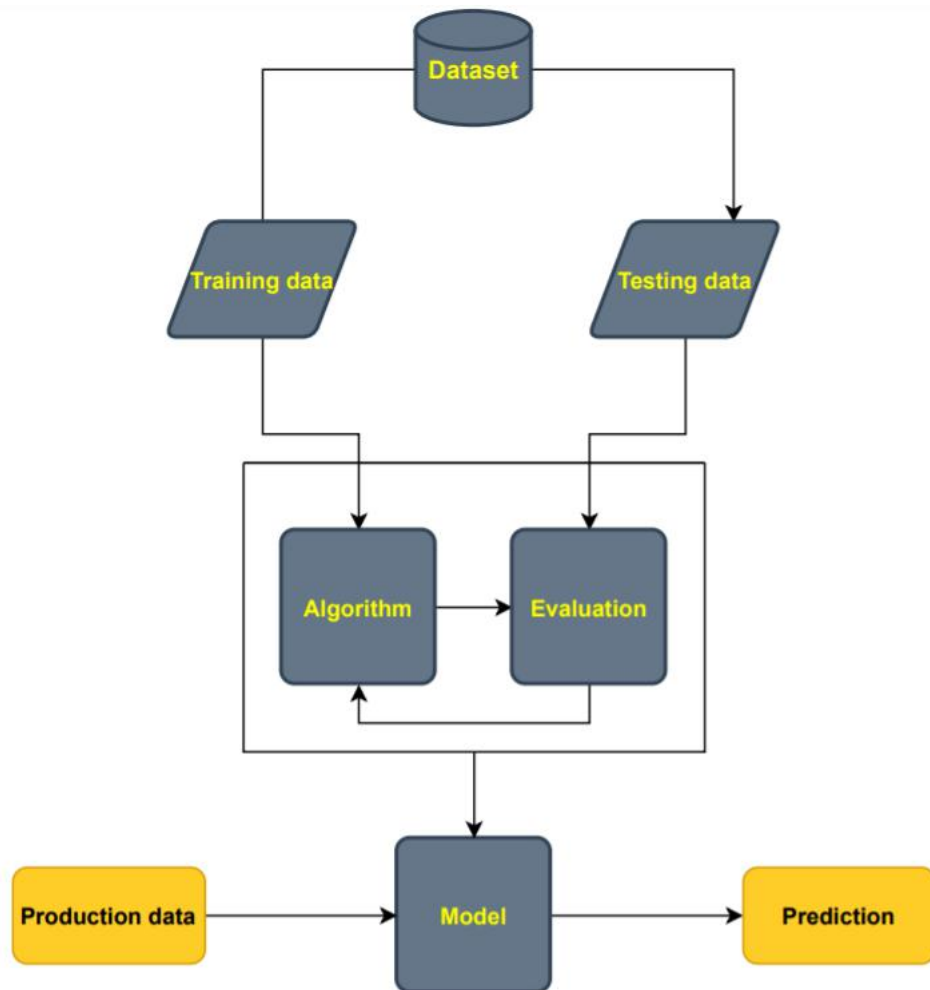 Dataset
Training data
Testing data
Algorithm
Evaluation
Production data
Model
Prediction